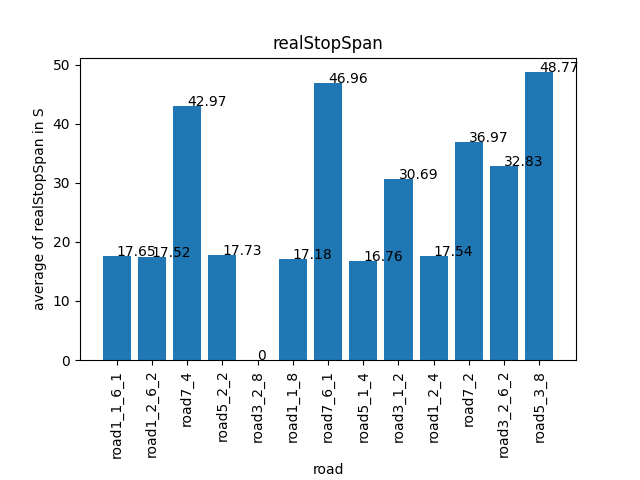 realStopSpan
average of realStopSpan in S
50
40
30
20
10
0
17.65
17.52
42.97
17.73
0
17.18
46.96
16.76
30.69
17.54
36.97
32.83
48.77
road1_1_6_1
road1_2_6_2
road7_4
road5_2_2
road3_2_8
road1_1_8
road7_6_1
road5_1_4
road3_1_2
road1_2_4
road7_2
road3_2_6_2
road5_3_8
road